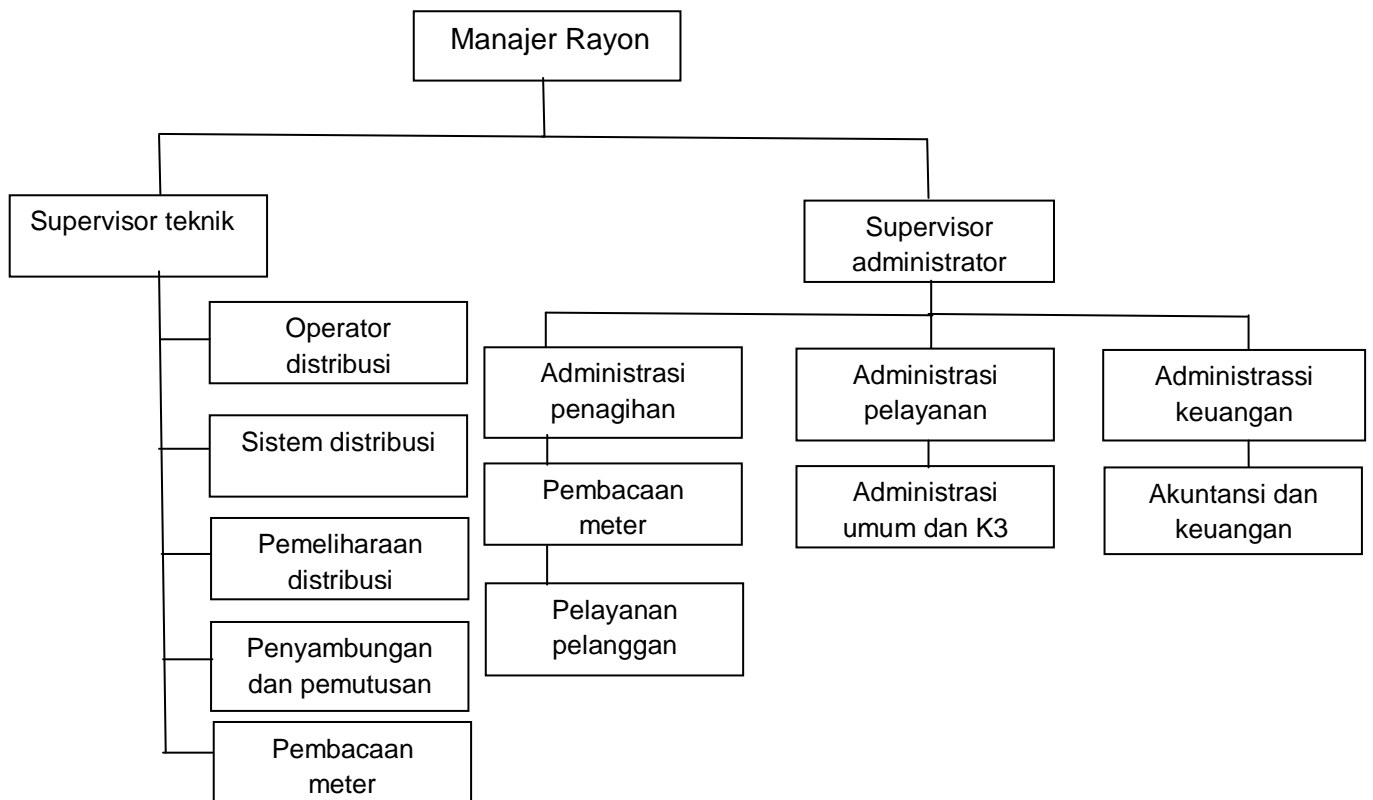 Manajer Rayon
Supervisor teknik
Supervisor
administrator
Operator
distribusi
Sistem distribusi
Pemeliharaan
distribusi
Penyambungan
dan pemutusan
Pembacaan
meter
Administrasi
penagihan
Pembacaan
meter
Pelayanan
pelanggan
Administrasi
pelayanan
Administrasi
umum dan K3
Administrassi
keuangan
Akuntansi dan
keuangan